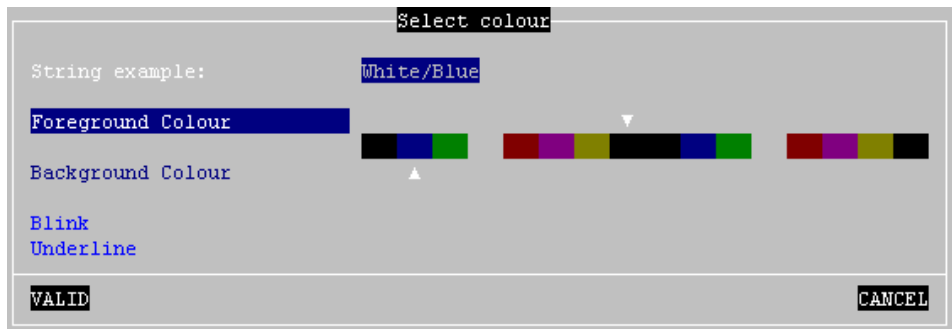 Select colour
String example: White/Blue
Foreground Colour
Background Colour
Blink
Underline
VALID CANCEL